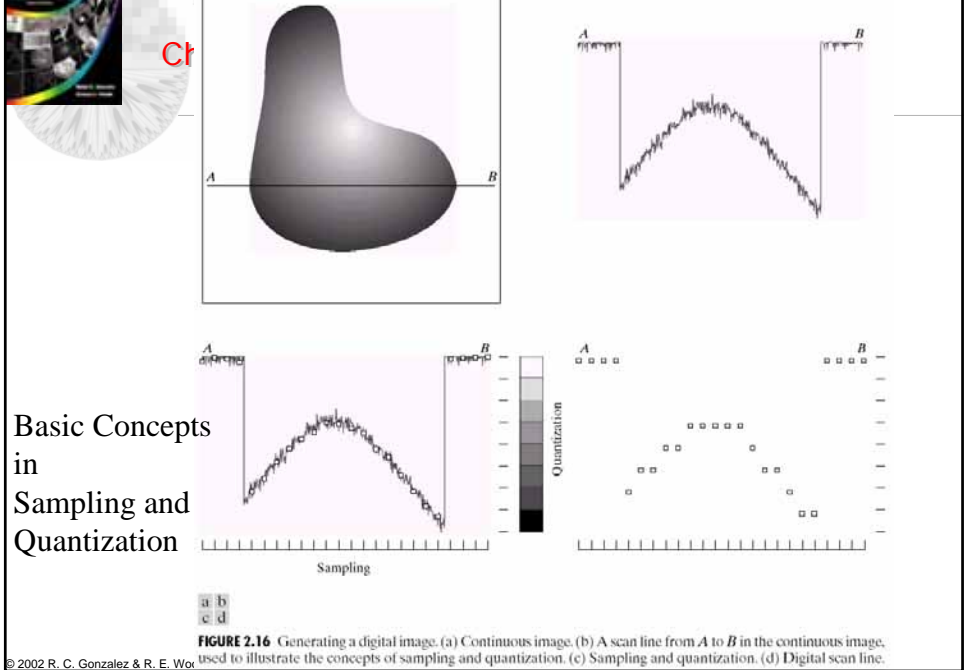 Ch
A
B
A
B
A
B
A
B
Quantization
Basic Concepts
in
Sampling and
Quantization
Sampling
a b
c d
FIGURE 2.16 Generating a digital image. (a) Continuous image. (b) A scan line from A to B in the continuous image,
used to illustrate the concepts of sampling and quantization. (c) Sampling and quantization. (d) Digital scan line.
© 2002 R. C. Gonzalez & R. E. Woo